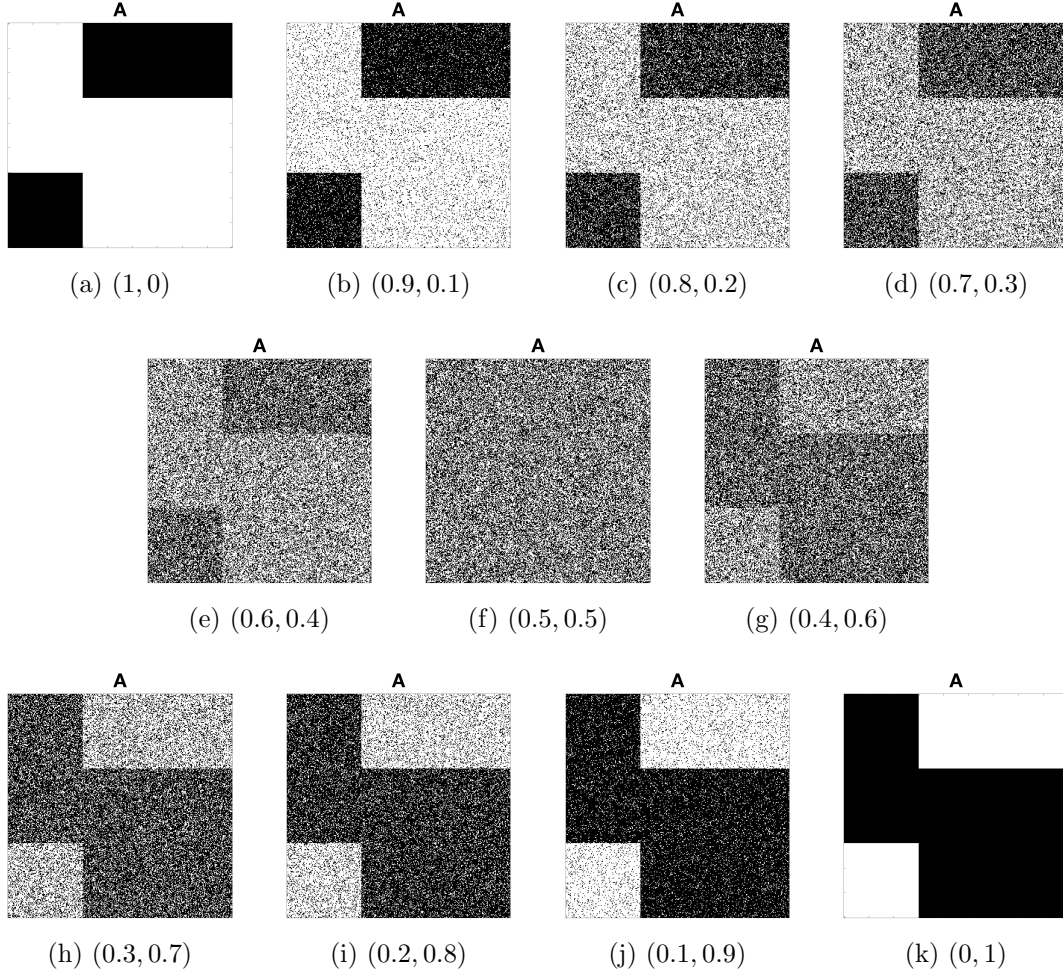 A A A A
(a) (1, 0) (b) (0.9, 0.1) (c) (0.8, 0.2) (d) (0.7, 0.3)
A A A
(e) (0.6, 0.4) (f) (0.5, 0.5) (g) (0.4, 0.6)
A A A A
(h) (0.3, 0.7) (i) (0.2, 0.8) (j) (0.1, 0.9) (k) (0, 1)